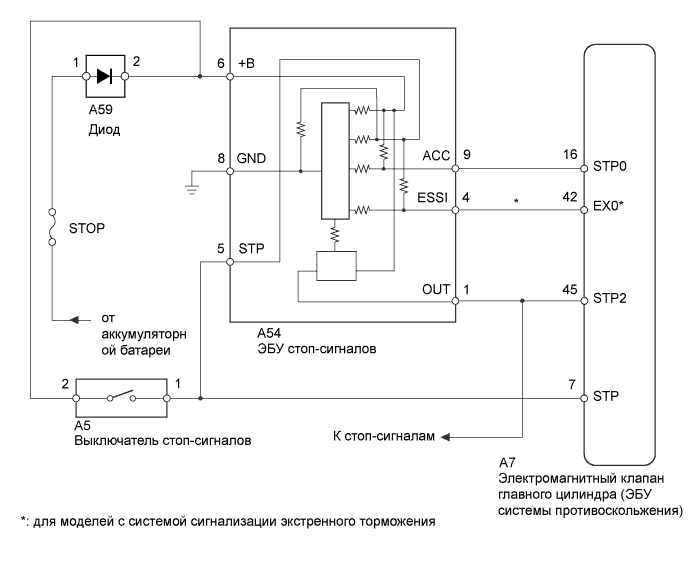 1
2
A59
Диод
6
+B
8
GND
ACC
9
16
STP0
ESSI
4
*
42
EX0*
STOP
5
STP
OUT
1
45
STP2
от
аккумуляторн
ой батареи
A54
ЭБУ стоп-сигналов
2
1
7
STP
A5
Выключатель стоп-сигналов
К стоп-сигналам
A7
Электромагнитный клапан
главного цилиндра (ЭБУ
системы противоскольжения)
*: для моделей с системой сигнализации экстренного торможения